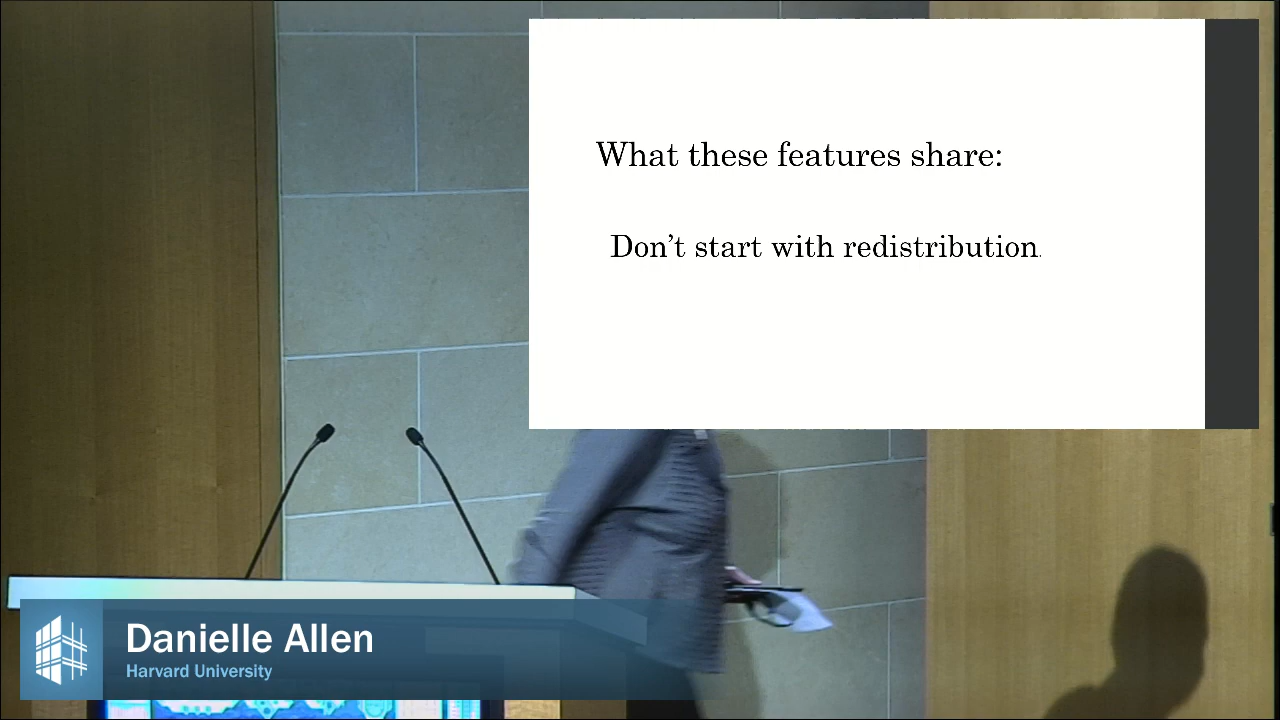 What these features share:
Don't start with redistribution.
Danielle Allen
Harvard University